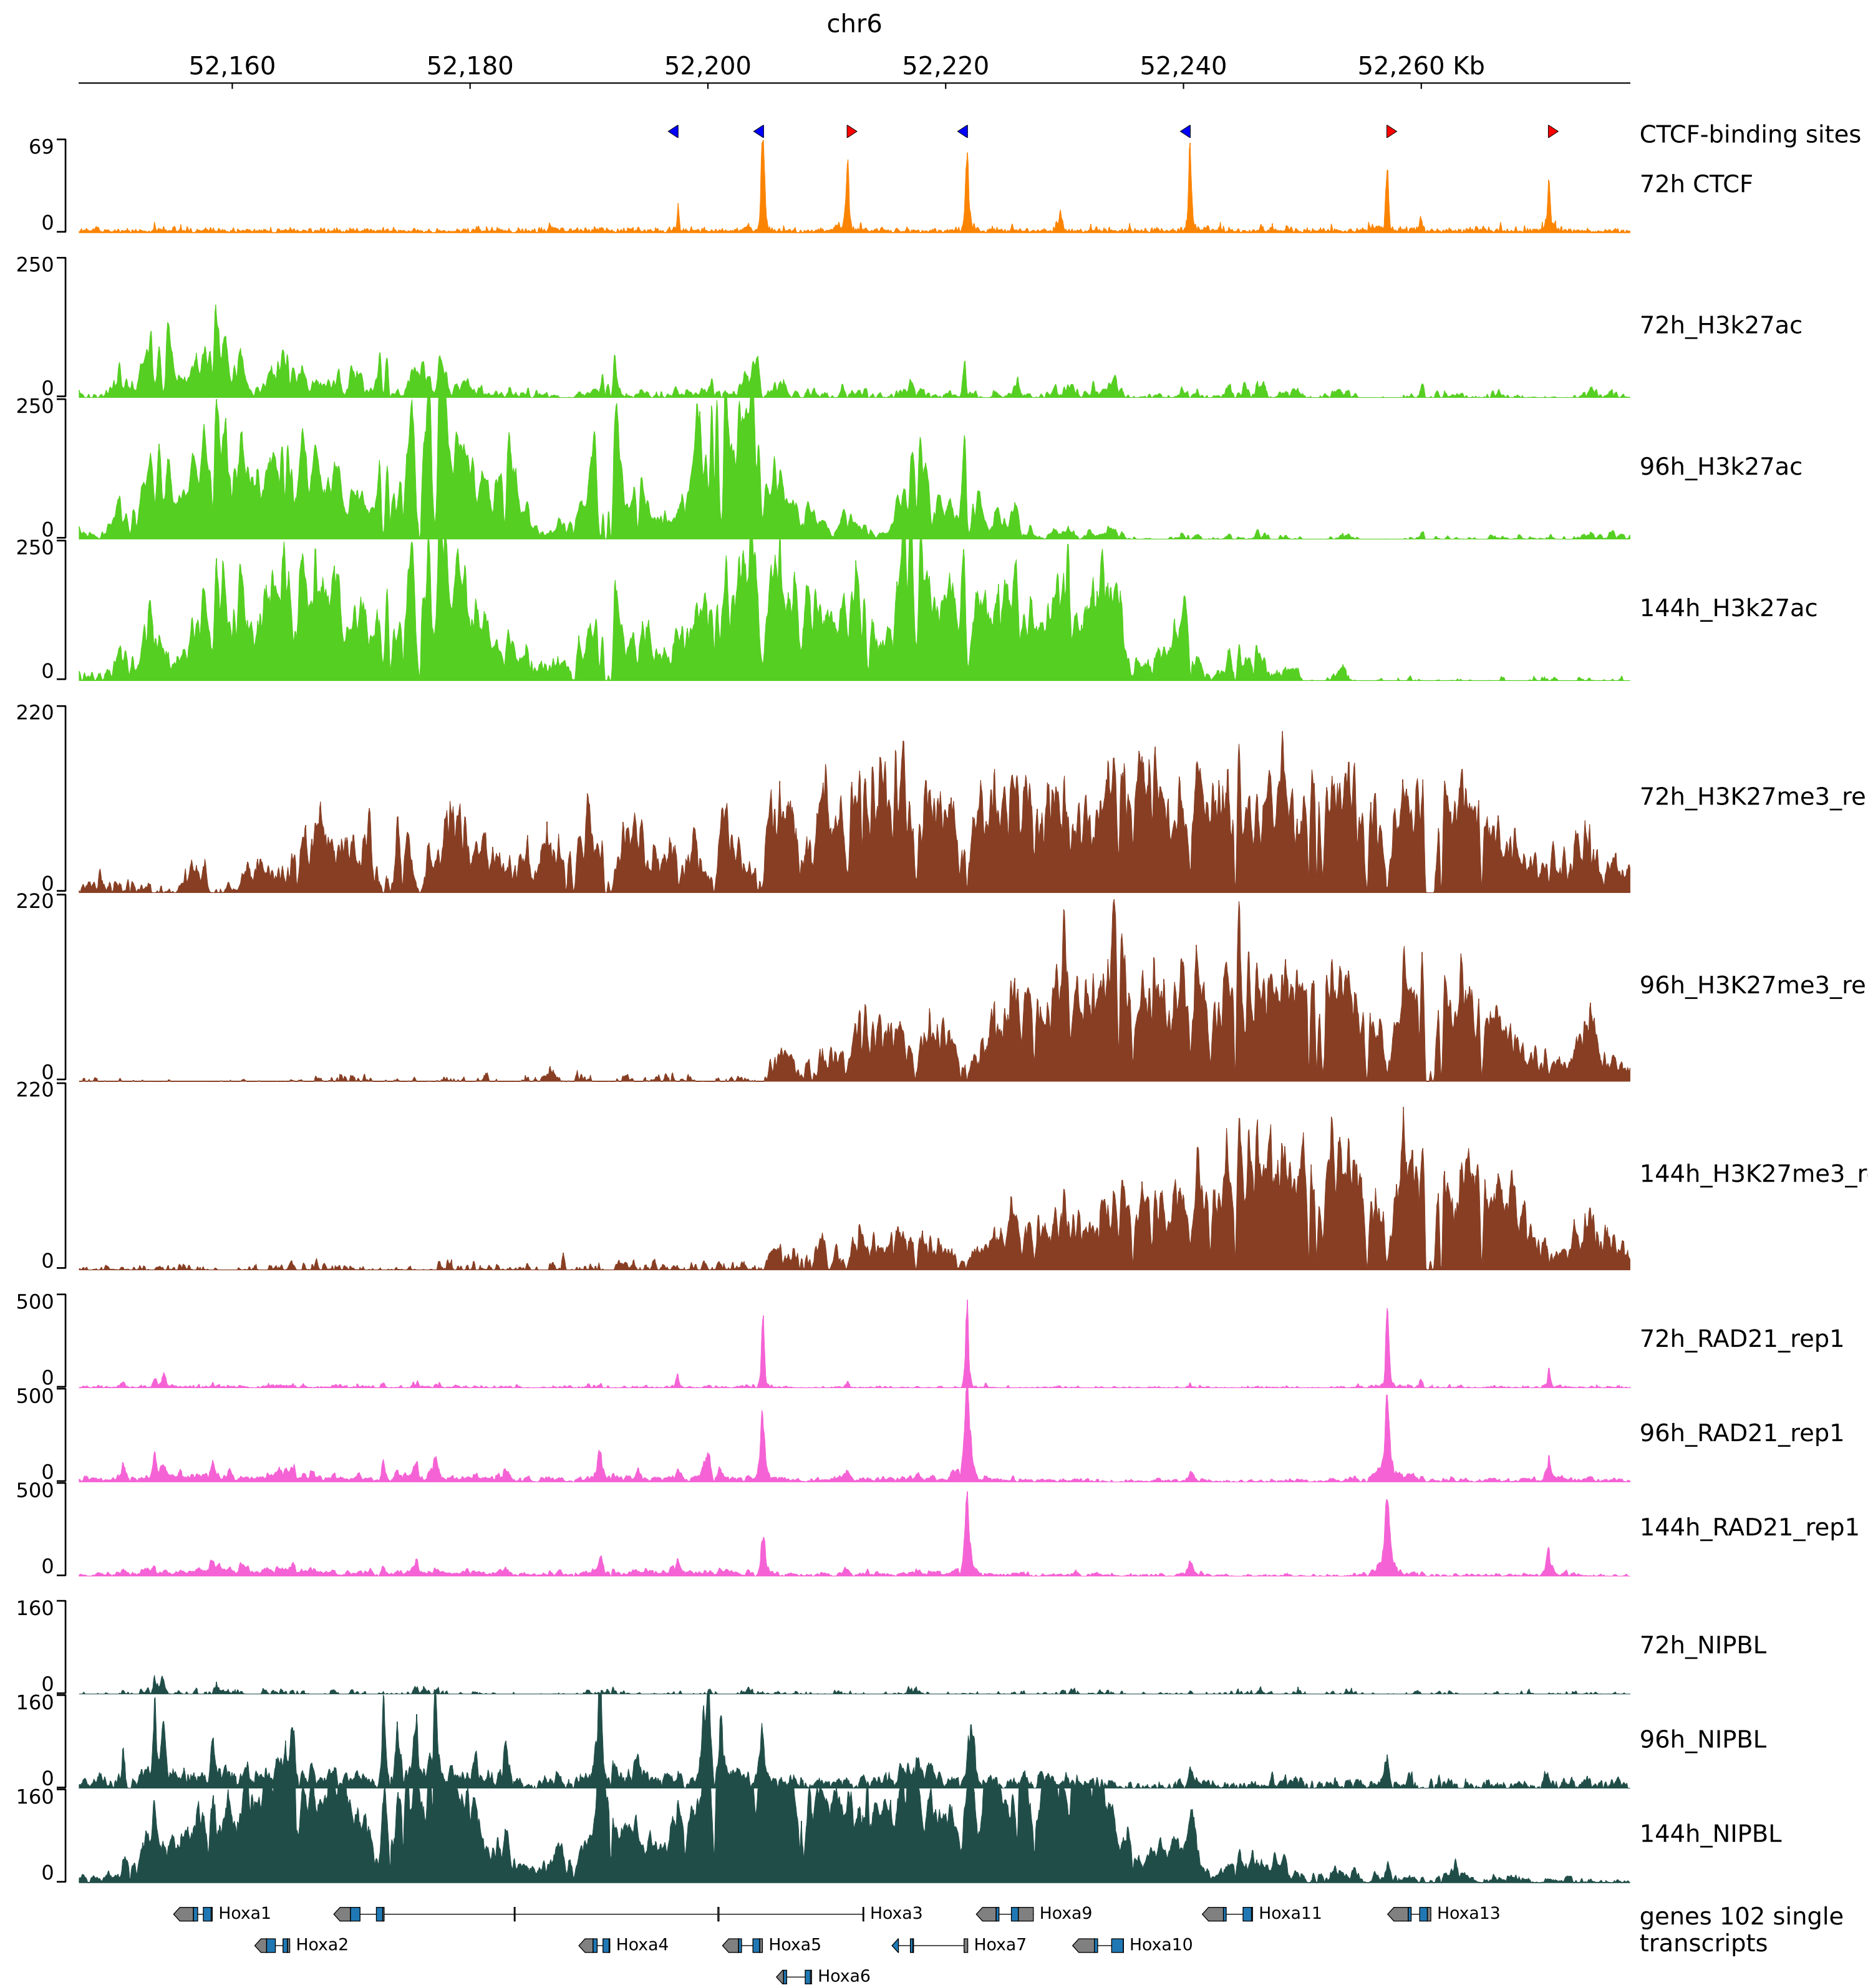 chr6
52,160 52,180 52,200 52,220 52,240 52,260 Kb
CTCF-binding sites
69
72h CTCF
0
250
72h_H3k27ac
0
250
96h_H3k27ac
0
250
144h_H3k27ac
0
220
72h_H3K27me3_re
0
220
96h_H3K27me3_re
0
220
144h_H3K27me3_r
0
500
72h_RAD21_rep1
0
500
96h_RAD21_rep1
0
500
144h_RAD21_rep1
0
160
72h_NIPBL
0
160
96h_NIPBL
0
160
144h_NIPBL
0
Hoxa1 Hoxa3 Hoxa9 Hoxa11 Hoxa13
Hoxa2 Hoxa4 Hoxa5 Hoxa7 Hoxa10
Hoxa6
genes 102 single
transcripts